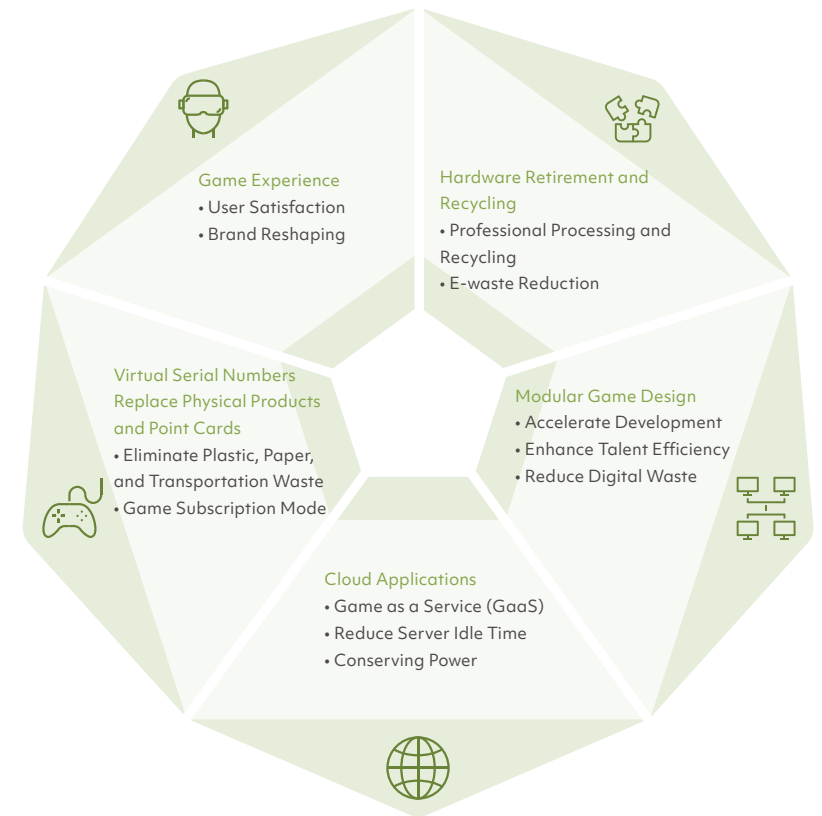 Game Experience
• User Satisfaction
• Brand Reshaping
Hardware Retirement and
Recycling
• Professional Processing and
Recycling
• E-waste Reduction
Virtual Serial Numbers
Replace Physical Products
and Point Cards
• Eliminate Plastic, Paper,
and Transportation Waste
• Game Subscription Mode
Modular Game Design
• Accelerate Development
• Enhance Talent Efficiency
• Reduce Digital Waste
Cloud Applications
• Game as a Service (GaaS)
• Reduce Server Idle Time
• Conserving Power